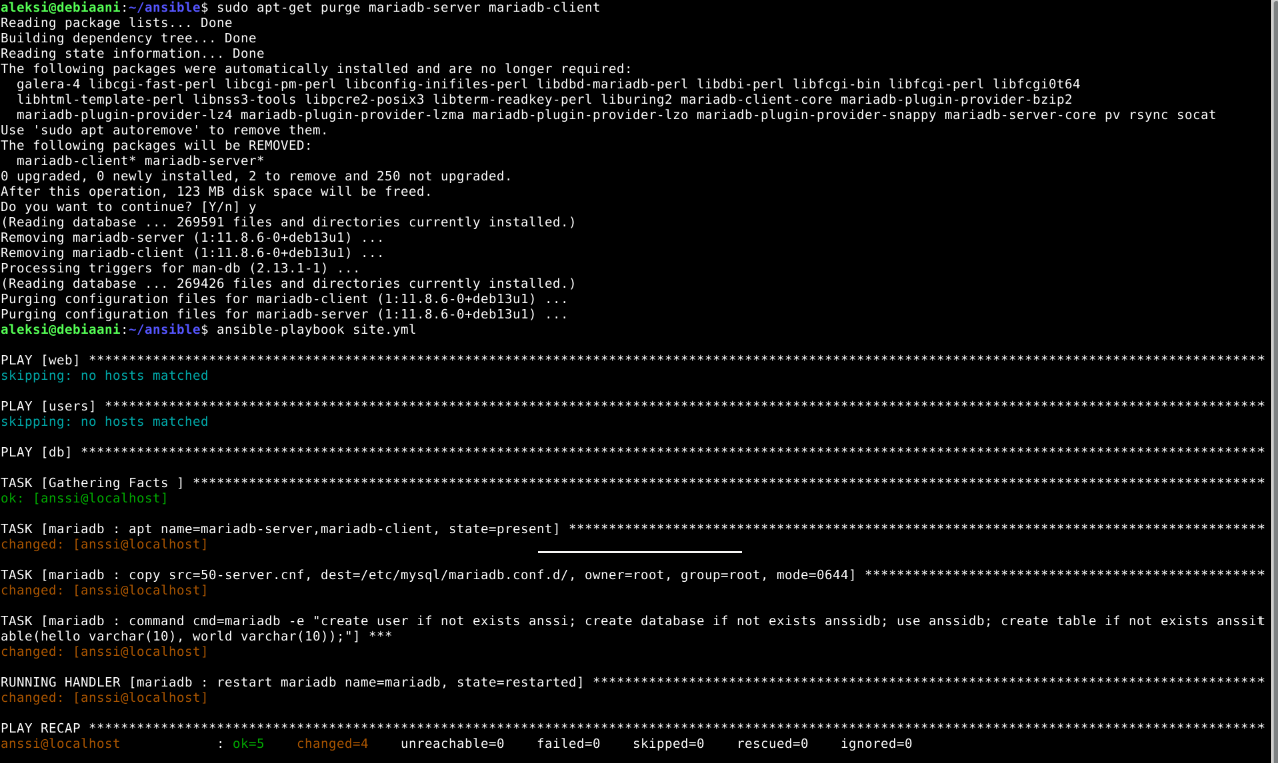 aleksi@debiaani:~/ansible$ sudo apt-get purge mariadb-server mariadb-client
Reading package lists... Done
Building dependency tree... Done
Reading state information... Done
The following packages were automatically installed and are no longer required:
  galera-4 libcgi-fast-perl libcgi-pm-perl libconfig-inifiles-perl libdbd-mariadb-perl libdbi-perl libfcgi-bin libfcgi-perl libfcgi0t64
  libhtml-template-perl libnss3-tools libpcre2-posix3 libterm-readkey-perl liburing2 mariadb-client-core mariadb-plugin-provider-bzip2
  mariadb-plugin-provider-lz4 mariadb-plugin-provider-lzma mariadb-plugin-provider-lzo mariadb-plugin-provider-snappy mariadb-server-core pv rsync socat
Use 'sudo apt autoremove' to remove them.
The following packages will be REMOVED:
  mariadb-client* mariadb-server*
0 upgraded, 0 newly installed, 2 to remove and 250 not upgraded.
After this operation, 123 MB disk space will be freed.
Do you want to continue? [Y/n] y
(Reading database ... 269591 files and directories currently installed.)
Removing mariadb-server (1:11.8.6-0+deb13u1) ...
Removing mariadb-client (1:11.8.6-0+deb13u1) ...
Processing triggers for man-db (2.13.1-1) ...
(Reading database ... 269426 files and directories currently installed.)
Purging configuration files for mariadb-client (1:11.8.6-0+deb13u1) ...
Purging configuration files for mariadb-server (1:11.8.6-0+deb13u1) ...
aleksi@debiaani:~/ansible$ ansible-playbook site.yml
PLAY [web] ***************************************************************************************************************************************************
skipping: no hosts matched
PLAY [users] *************************************************************************************************************************************************
skipping: no hosts matched
PLAY [db] ****************************************************************************************************************************************************
TASK [Gathering Facts ] **************************************************************************************************************************************
ok: [anssi@localhost]
TASK [mariadb : apt name=mariadb-server,mariadb-client, state=present] ***************************************************************************************
changed: [anssi@localhost]
TASK [mariadb : copy src=50-server.cnf, dest=/etc/mysql/mariadb.conf.d/, owner=root, group=root, mode=0644] **************************************************
changed: [anssi@localhost]
TASK [mariadb : command cmd=mariadb -e "create user if not exists anssi; create database if not exists anssidb; use anssidb; create table if not exists anssit
able(hello varchar(10), world varchar(10));"] ***
changed: [anssi@localhost]
RUNNING HANDLER [mariadb : restart mariadb name=mariadb, state=restarted] ************************************************************************************
changed: [anssi@localhost]
PLAY RECAP ***************************************************************************************************************************************************
anssi@localhost            : ok=5    changed=4    unreachable=0    failed=0    skipped=0    rescued=0    ignored=0